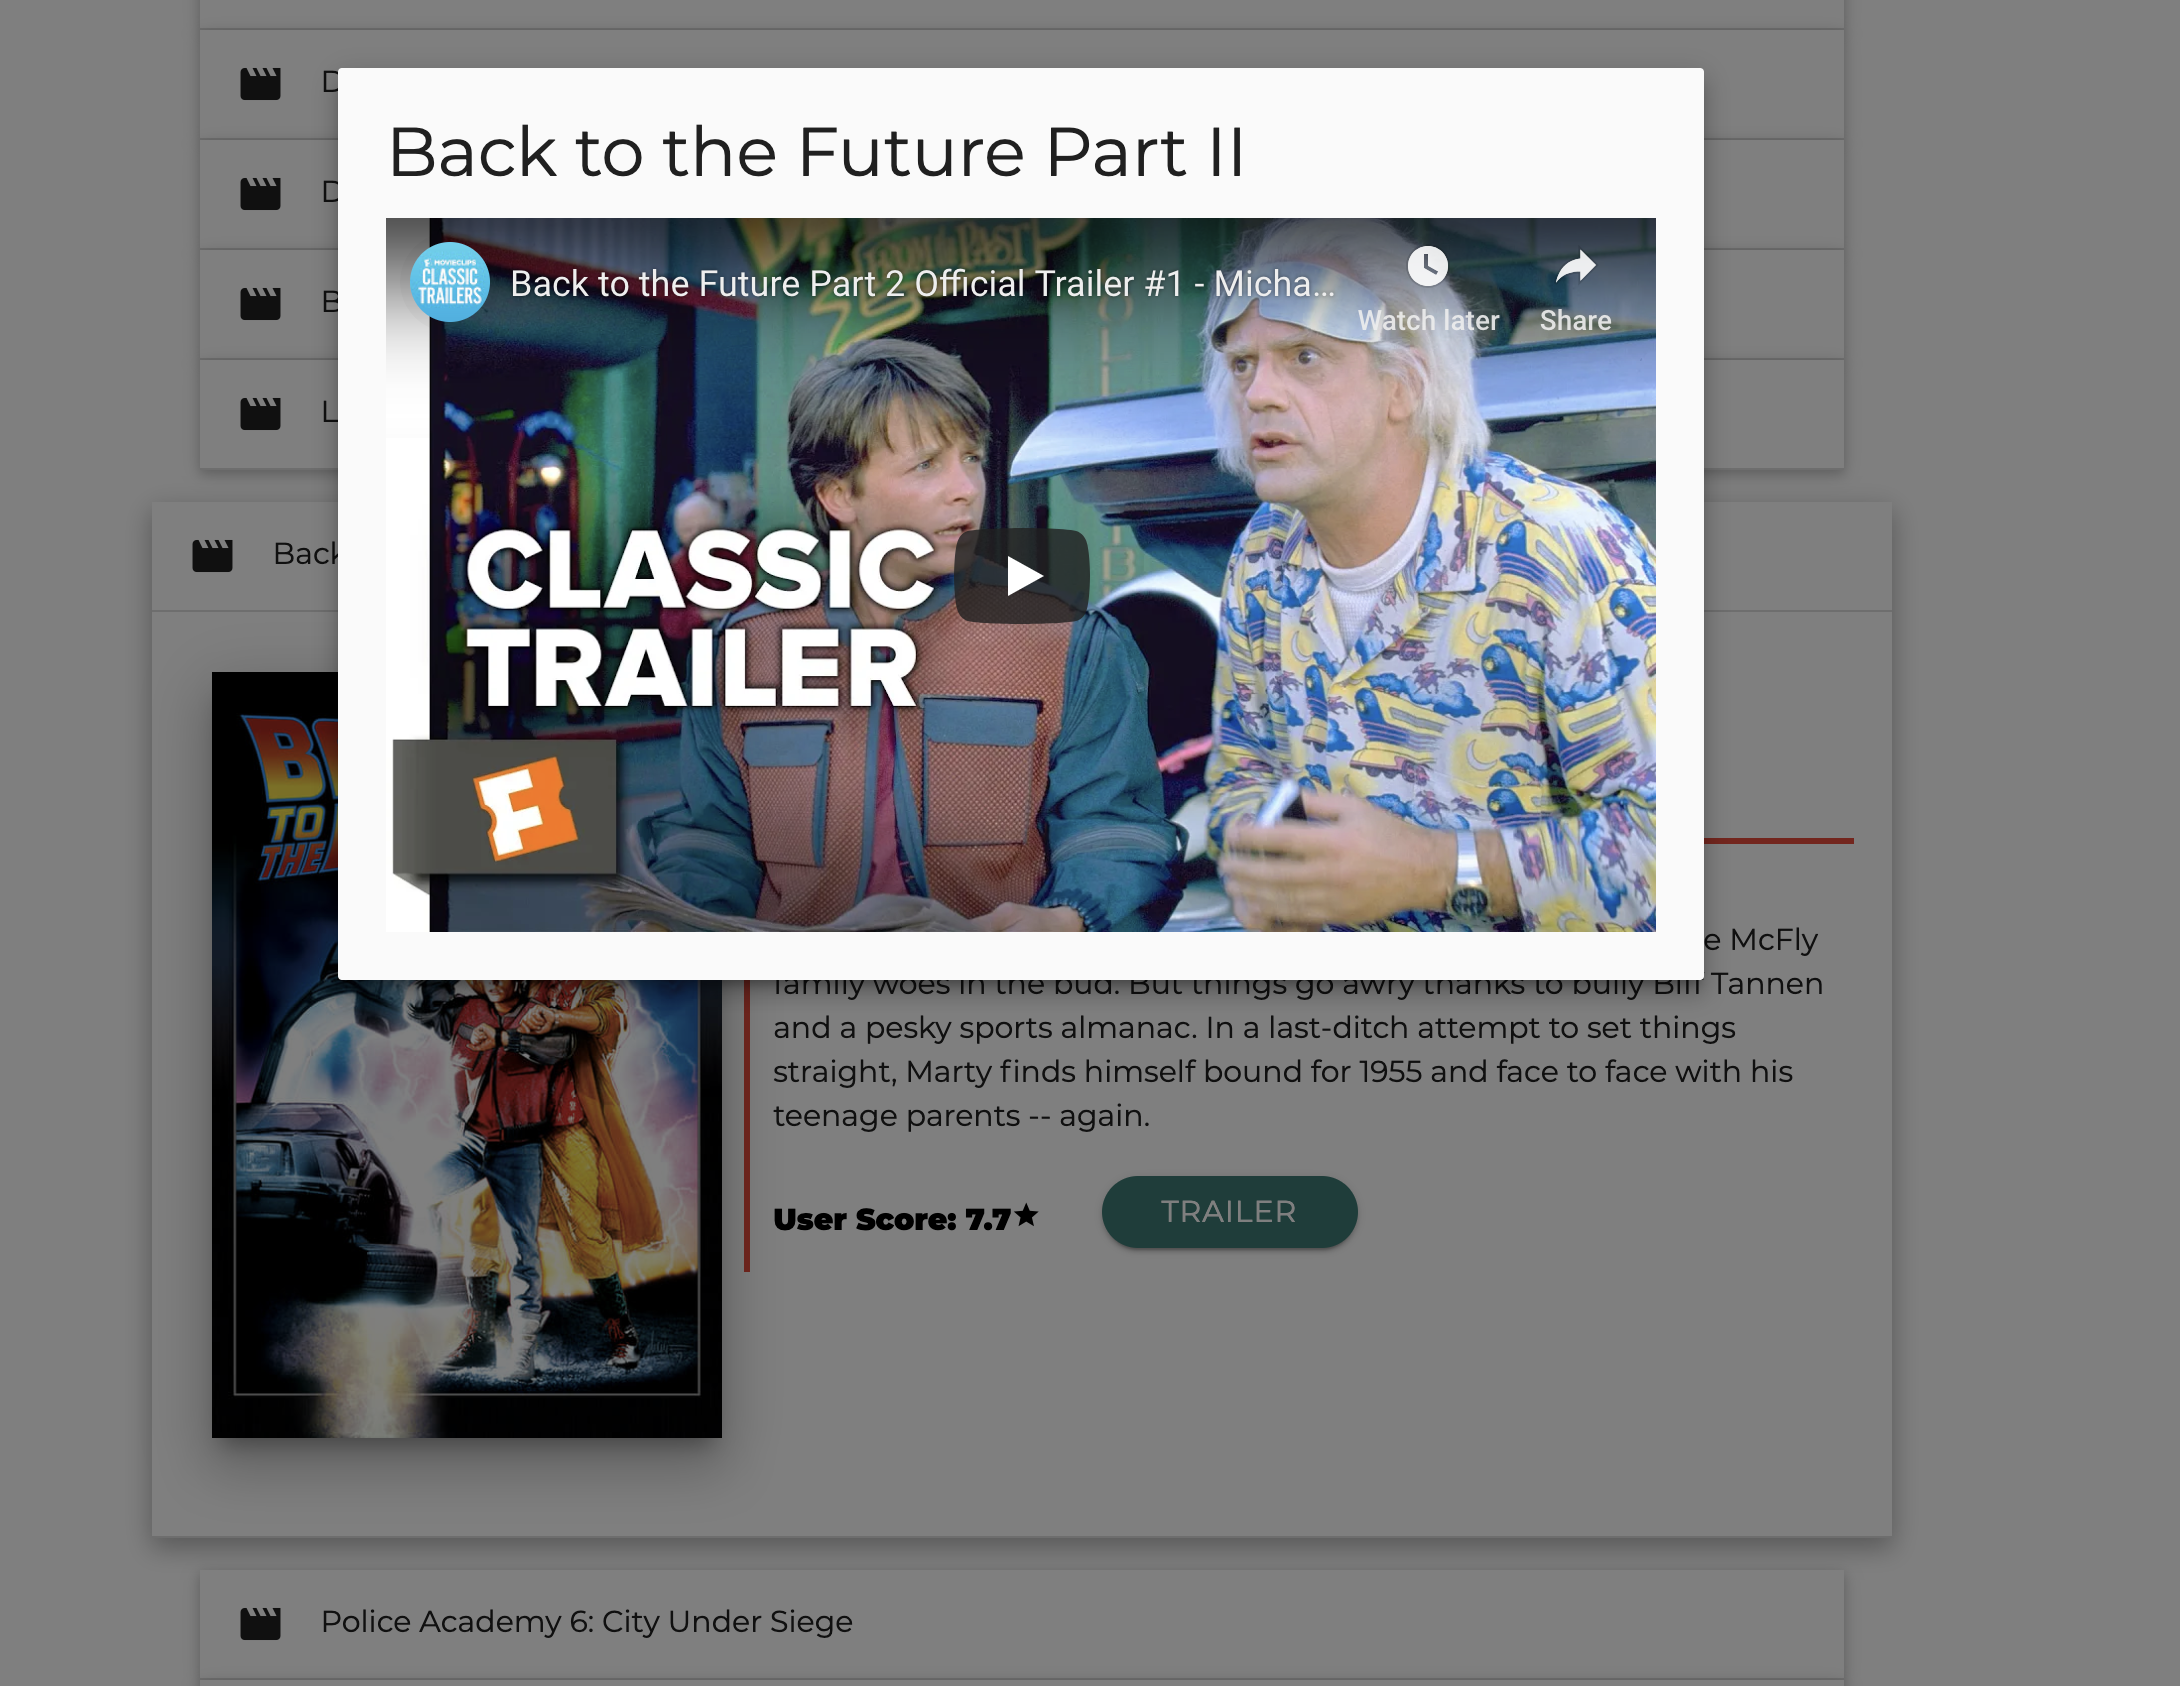 Back to the Future Part II
MOVIECLIPS
CLASSIC
TRAILERS
Back to the Future Part 2 Official Trailer #1 - Micha...
Watch later
Share
CLASSIC
TRAILER
F
D
D
B
L
Back
TO
THE
e McFly
family woes in the bud. But things go awry thanks to bully Biff Tannen
and a pesky sports almanac. In a last-ditch attempt to set things
straight, Marty finds himself bound for 1955 and face to face with his
teenage parents -- again.
User Score: 7.7★
TRAILER
Police Academy 6: City Under Siege